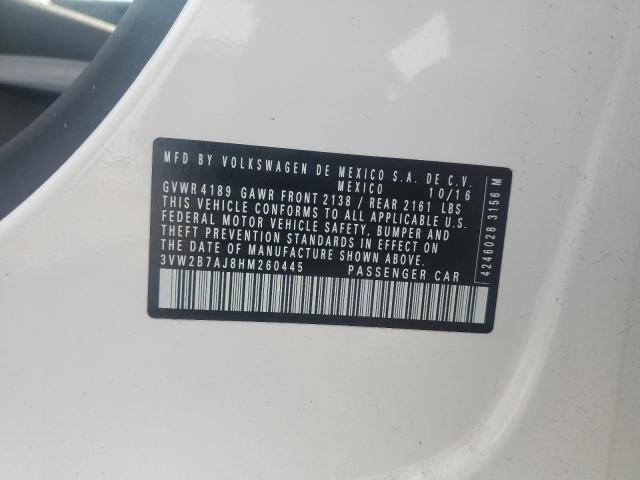 MFD BY VOLKSWAGEN DE MEXICO S.A. DE C.V.
MEXICO 10/16
GVWR 4189 GAWR FRONT 2138 / REAR 2161 LBS
THIS VEHICLE CONFORMS TO ALL APPLICABLE U.S.
FEDERAL MOTOR VEHICLE SAFETY, BUMPER AND
THEFT PREVENTION STANDARDS IN EFFECT ON
THE DATE OF MANUFACTURE SHOWN ABOVE.
3VW2B7AJ8HM260445 PASSENGER CAR
4246028 3156 M